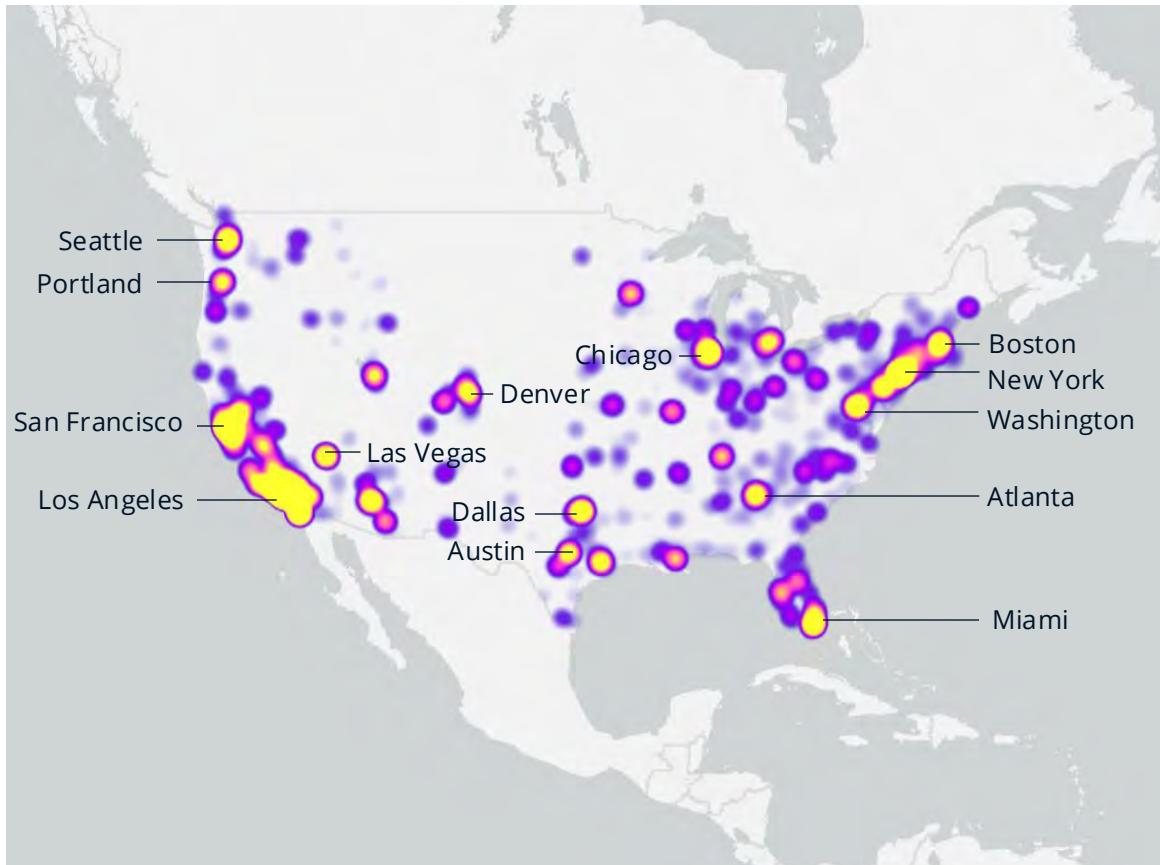 Seattle
Portland
San Francisco
Los Angeles
Las Vegas
Denver
Dallas
Austin
Chicago
Boston
New York
Washington
Atlanta
Miami